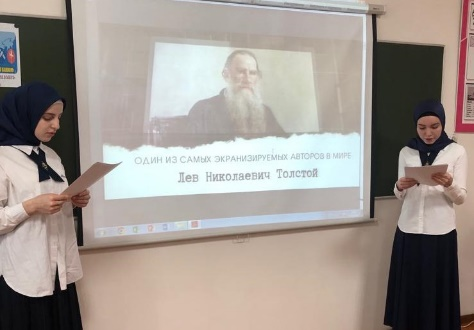 ОДИН ИЗ САМЫХ ЭКРАНИЗИРУЕМЫХ АВТОРОВ В МИРЕ
Лев Николаевич Толстой